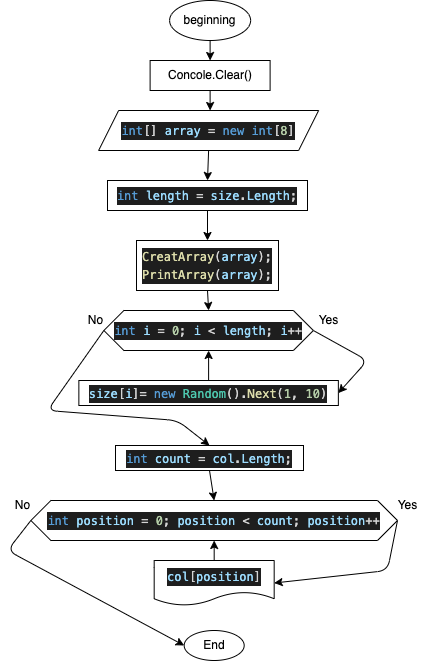 beginning
Concole.Clear()
int[] array = new int[8]
int length = size.Length;
CreatArray(array);
PrintArray(array);
No
Yes
int i = 0; i < length; i++
size[i]= new Random().Next(1, 10)
int count = col.Length;
No
Yes
int position = 0; position < count; position++
col[position]
End